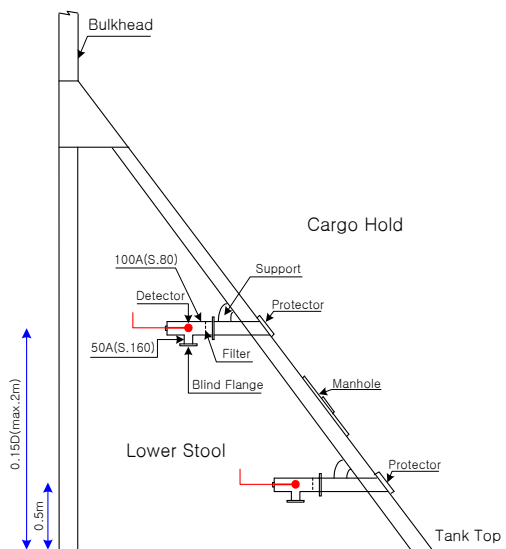 Bulkhead
Cargo Hold
100A(S.80)
Support
Detector
Protector
50A(S.160)
Filter
Blind Flange
Manhole
0.15D(max.2m)
Lower Stool
Protector
0.5m
Tank Top